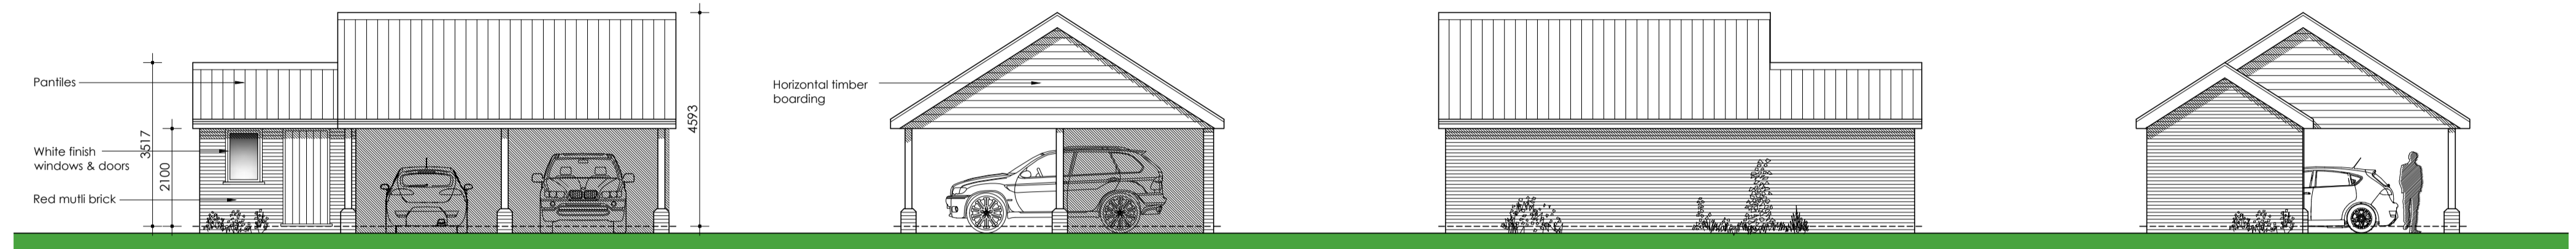 Pantiles
3517
White finish
windows & doors
2100
Red mutli brick
4593
Horizontal timber
boarding